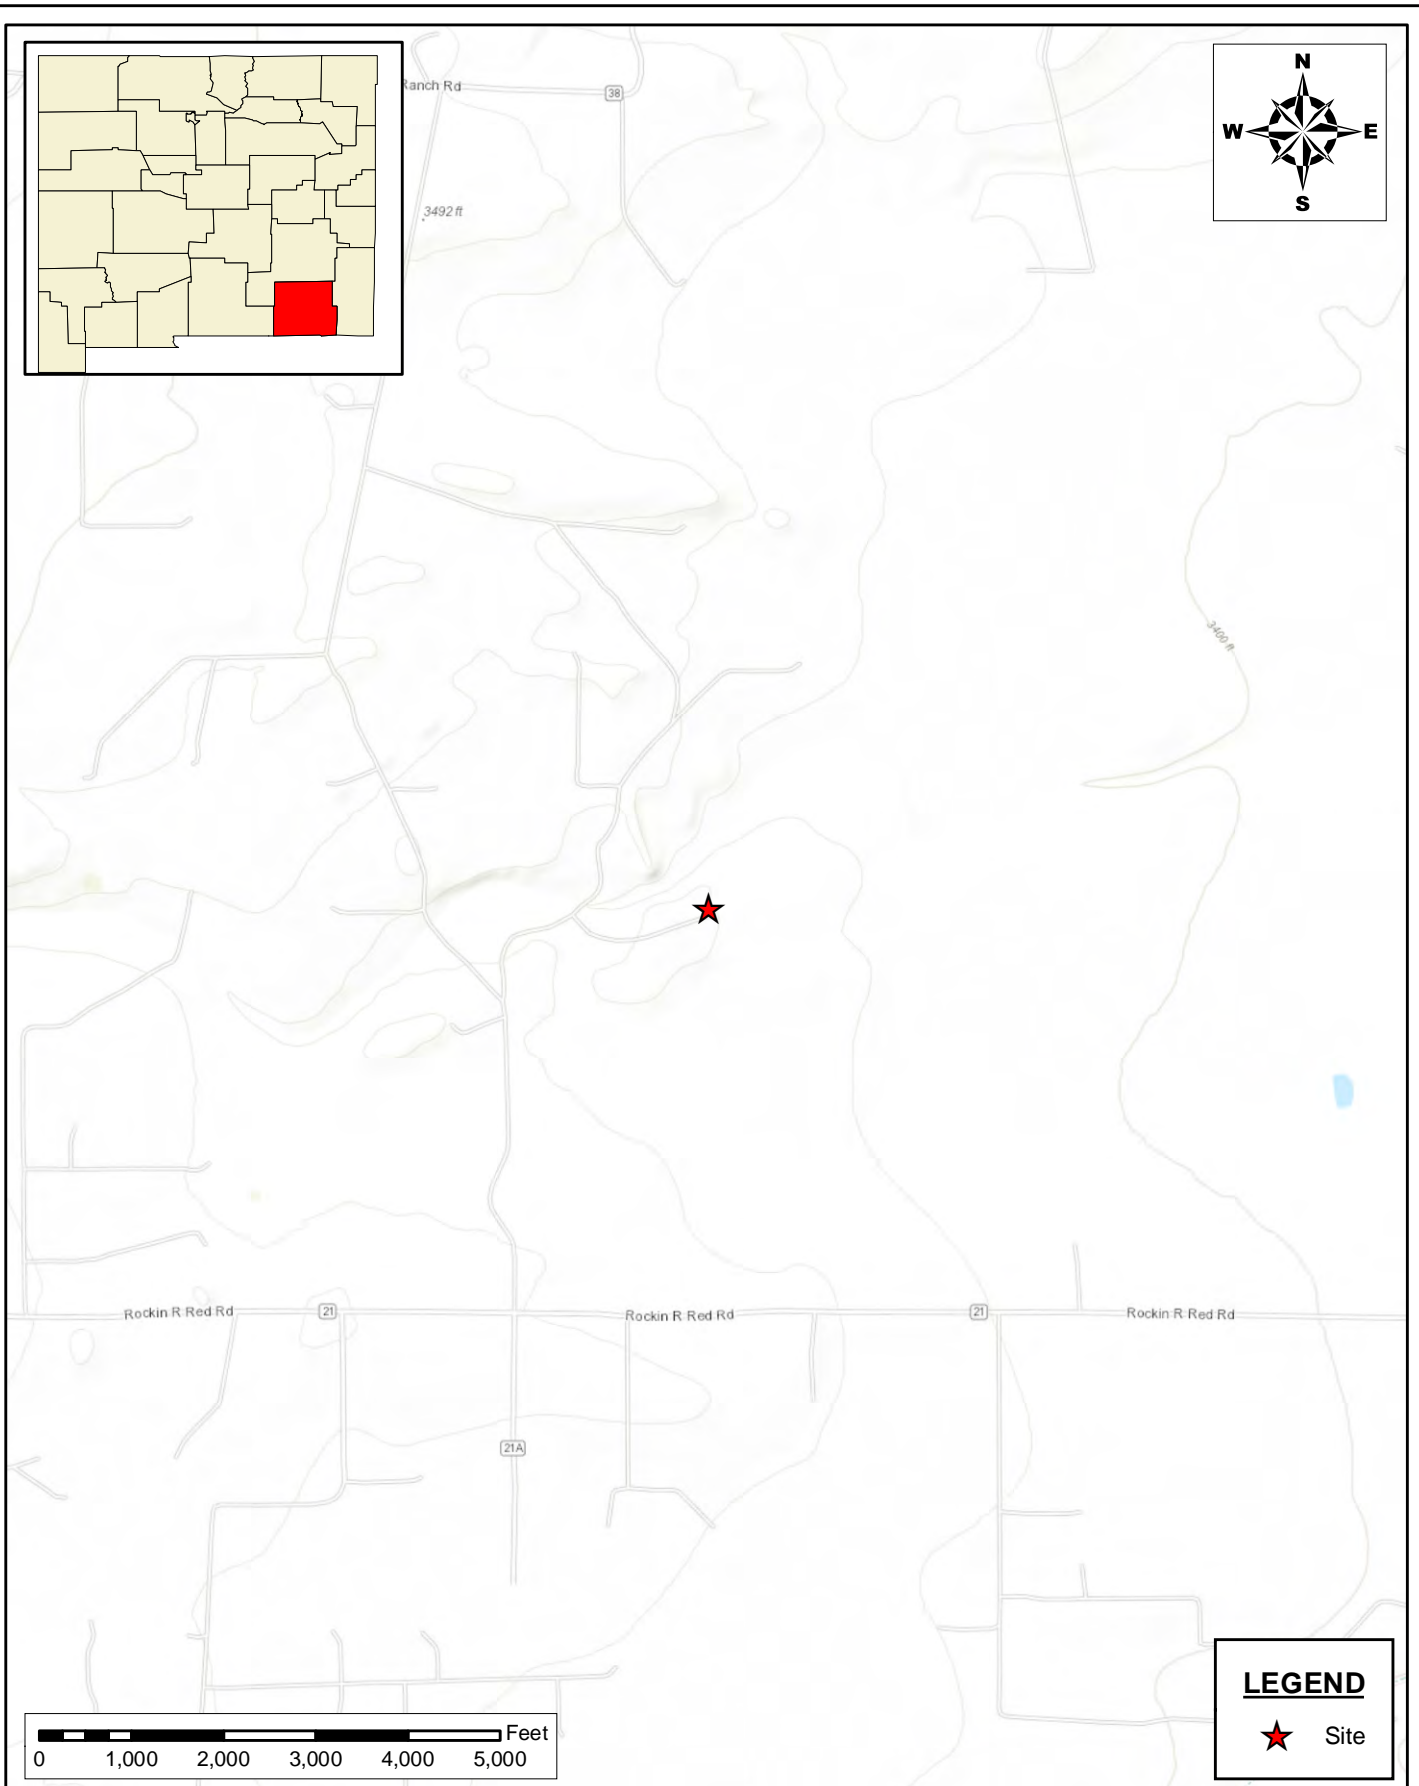 Ranch Rd
38
N
W
E
S
3492 ft
3400 ft
Rockin R Red Rd
21
Rockin R Red Rd
21
Rockin R Red Rd
21A
LEGEND
Site
Feet
0 1,000 2,000 3,000 4,000 5,000